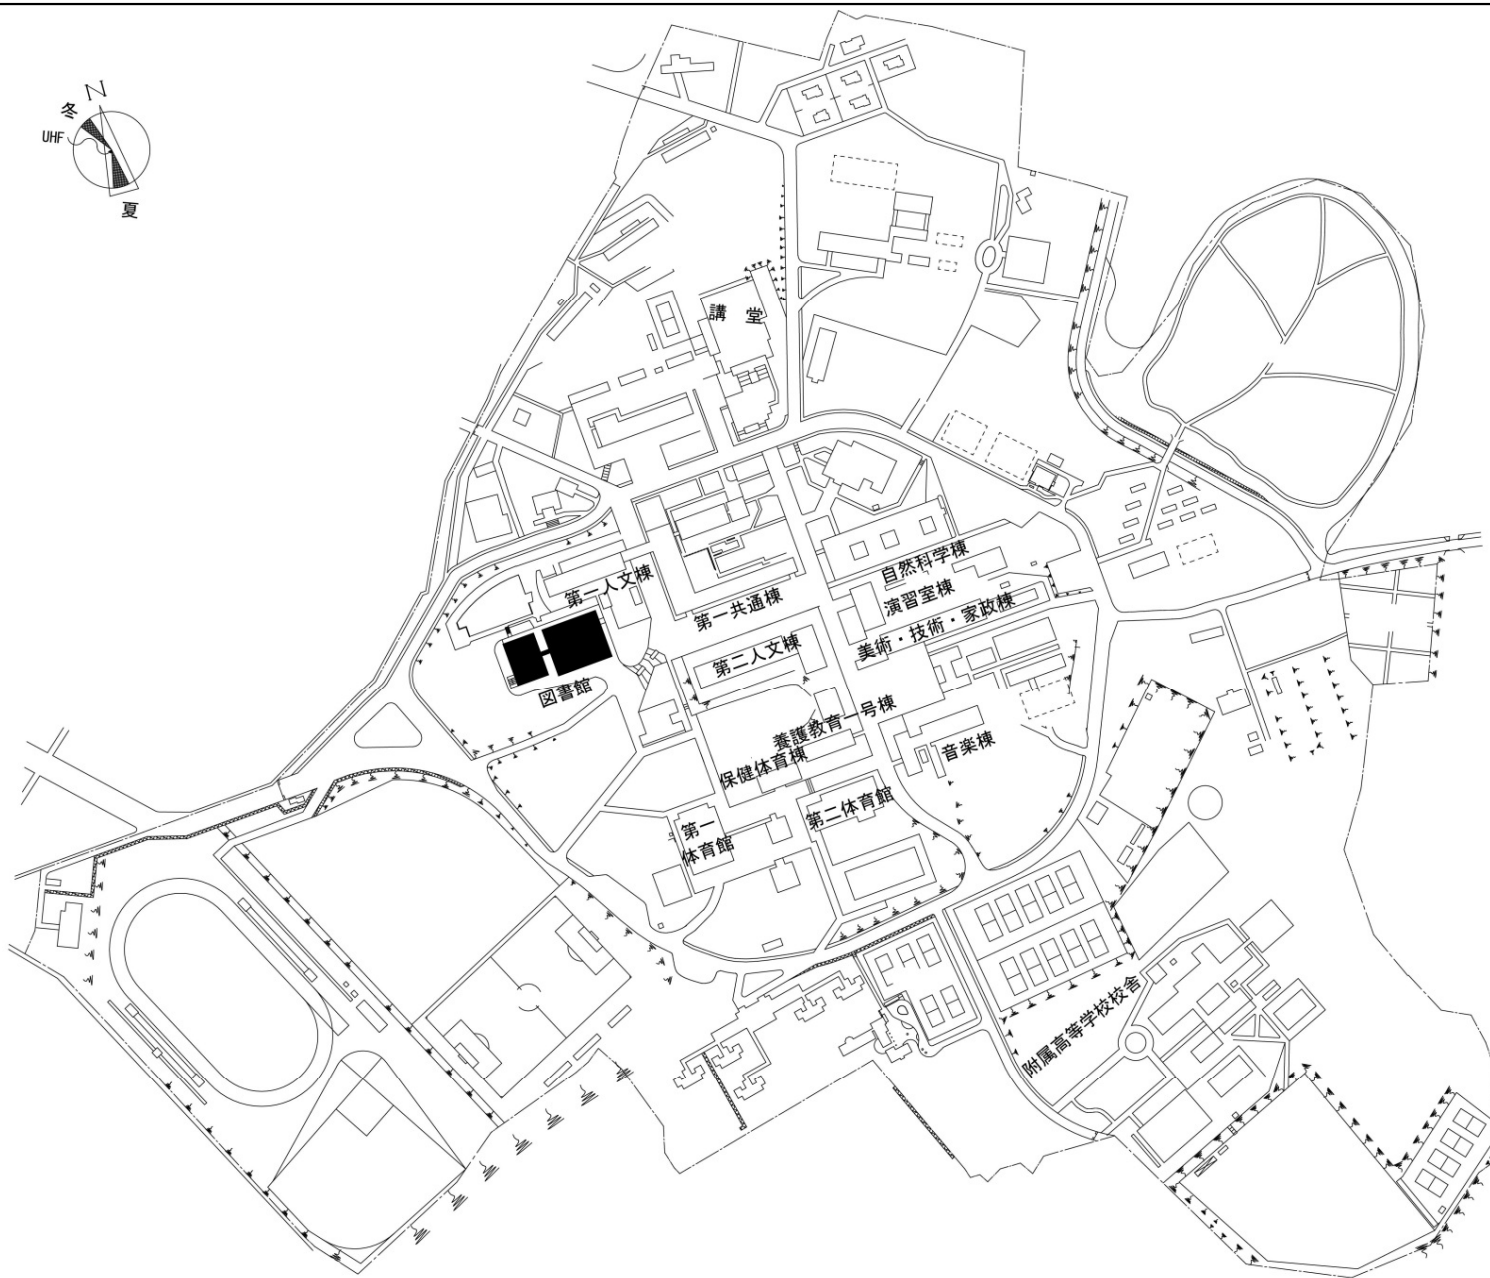 N
冬
UHF
夏
講 堂
自然科学棟
第一人文棟
演習室棟
第一共通棟
美術・技術・家政棟
第二人文棟
図書館
養護教育一号棟
音楽棟
保健体育棟
第二体育館
第一
体育館
附属高等学校校舎